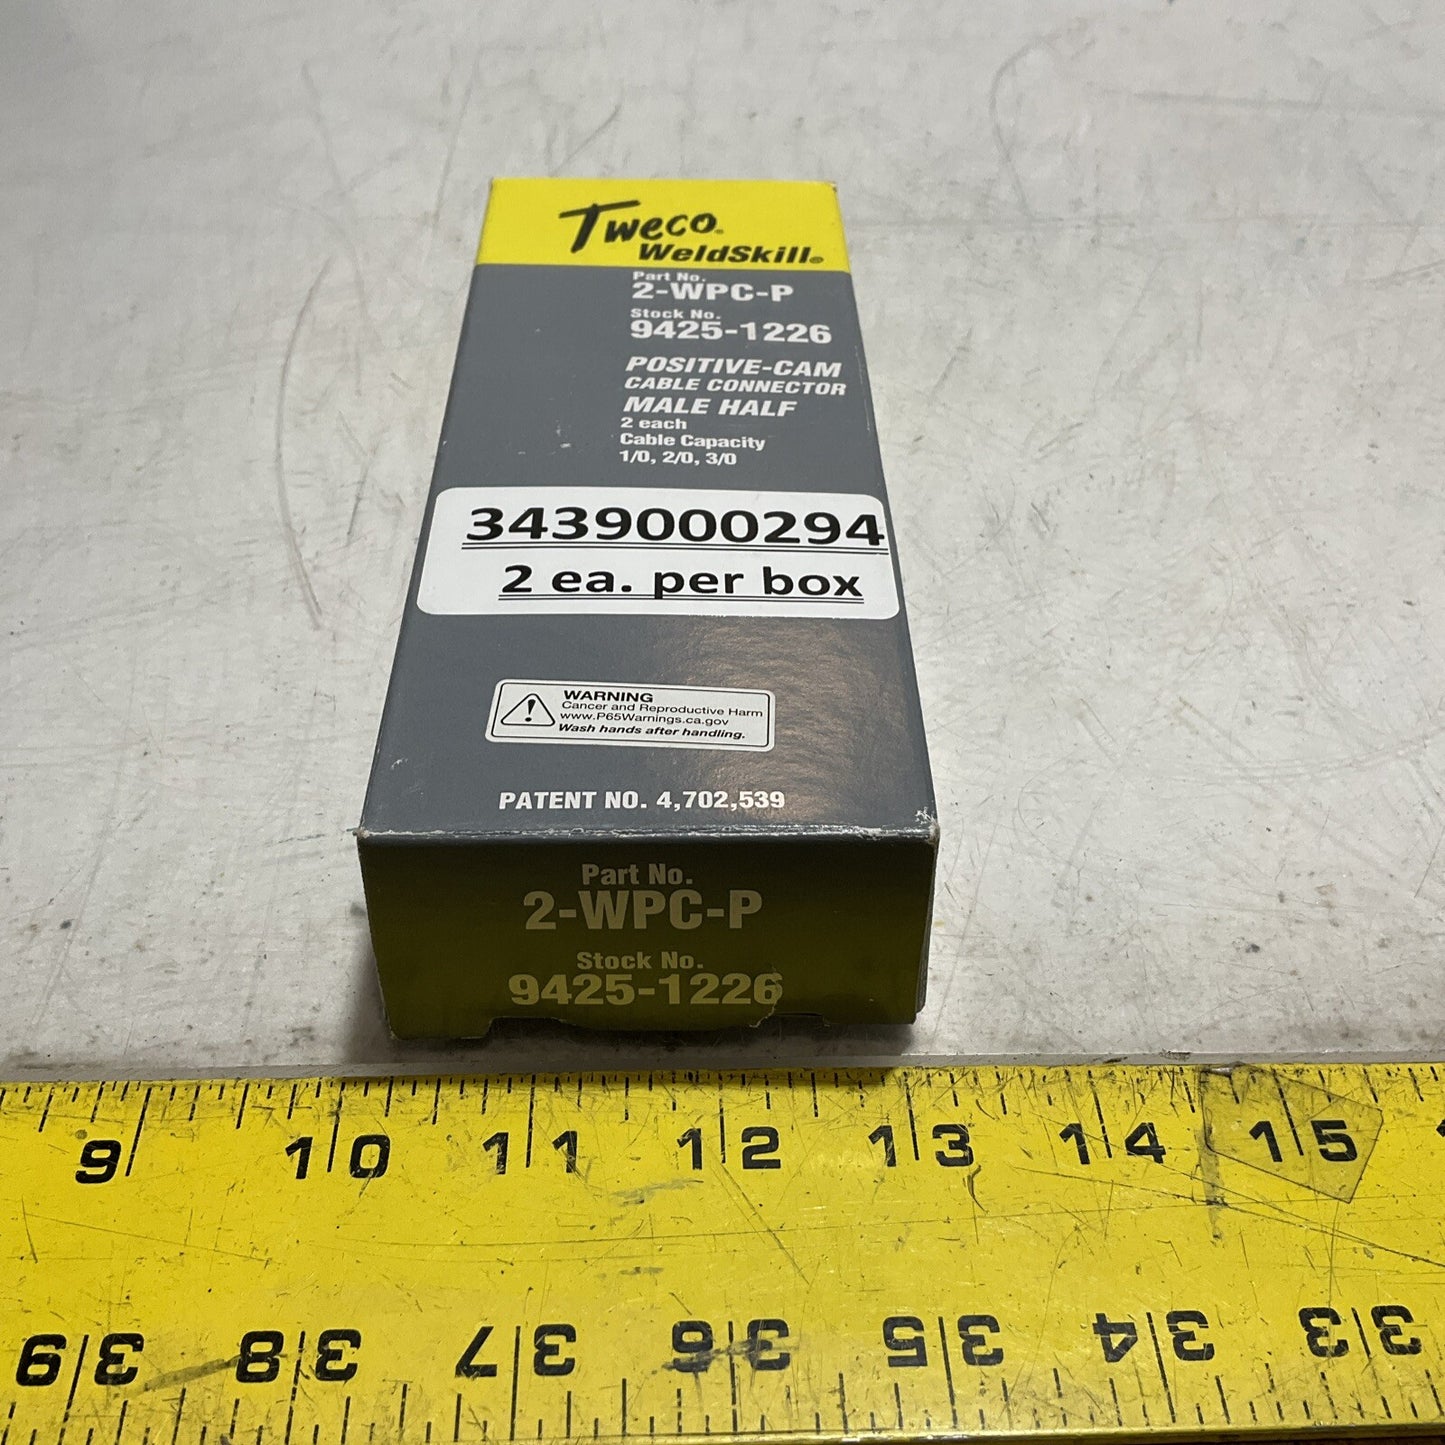 Tweco®
WeldSkill®
Part No.
2-WPC-P
Stock No.
9425-1226
POSITIVE-CAM
CABLE CONNECTOR
MALE HALF
2 each
Cable Capacity
1/0, 2/0, 3/0
3439000294
2 ea. per box
WARNING
Cancer and Reproductive Harm
www.P65Warnings.ca.gov
Wash hands after handling.
PATENT NO. 4,702,539
Part No.
2-WPC-P
Stock No.
9425-1226
9 10 11 12 13 14 15
39 38 37 36 35 34 33